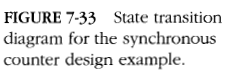 FIGURE 7-33 State transition
diagram for the synchronous
counter design example.